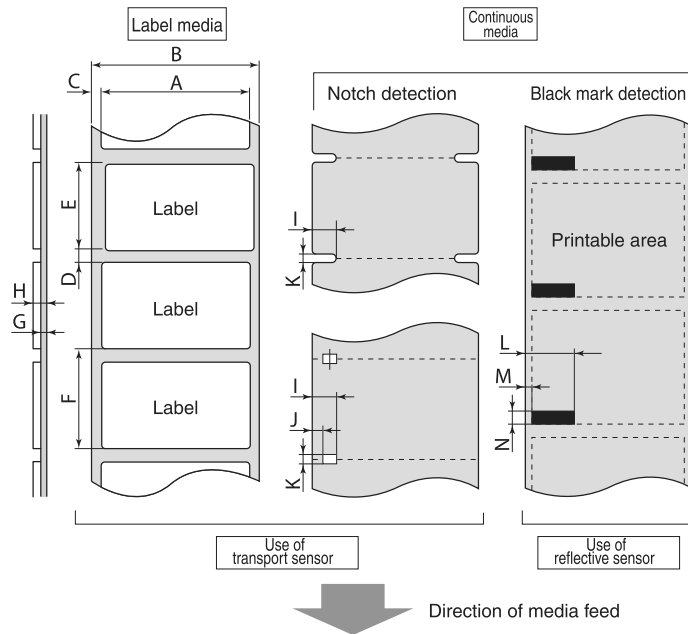 Label media
Continuous
media
B
C
A
Notch detection
Black mark detection
E
Label
I
Printable area
K
D
H
G
Label
L
M
I
F
J
Label
N
K
Use of
transport sensor
Use of
reflective sensor
Direction of media feed